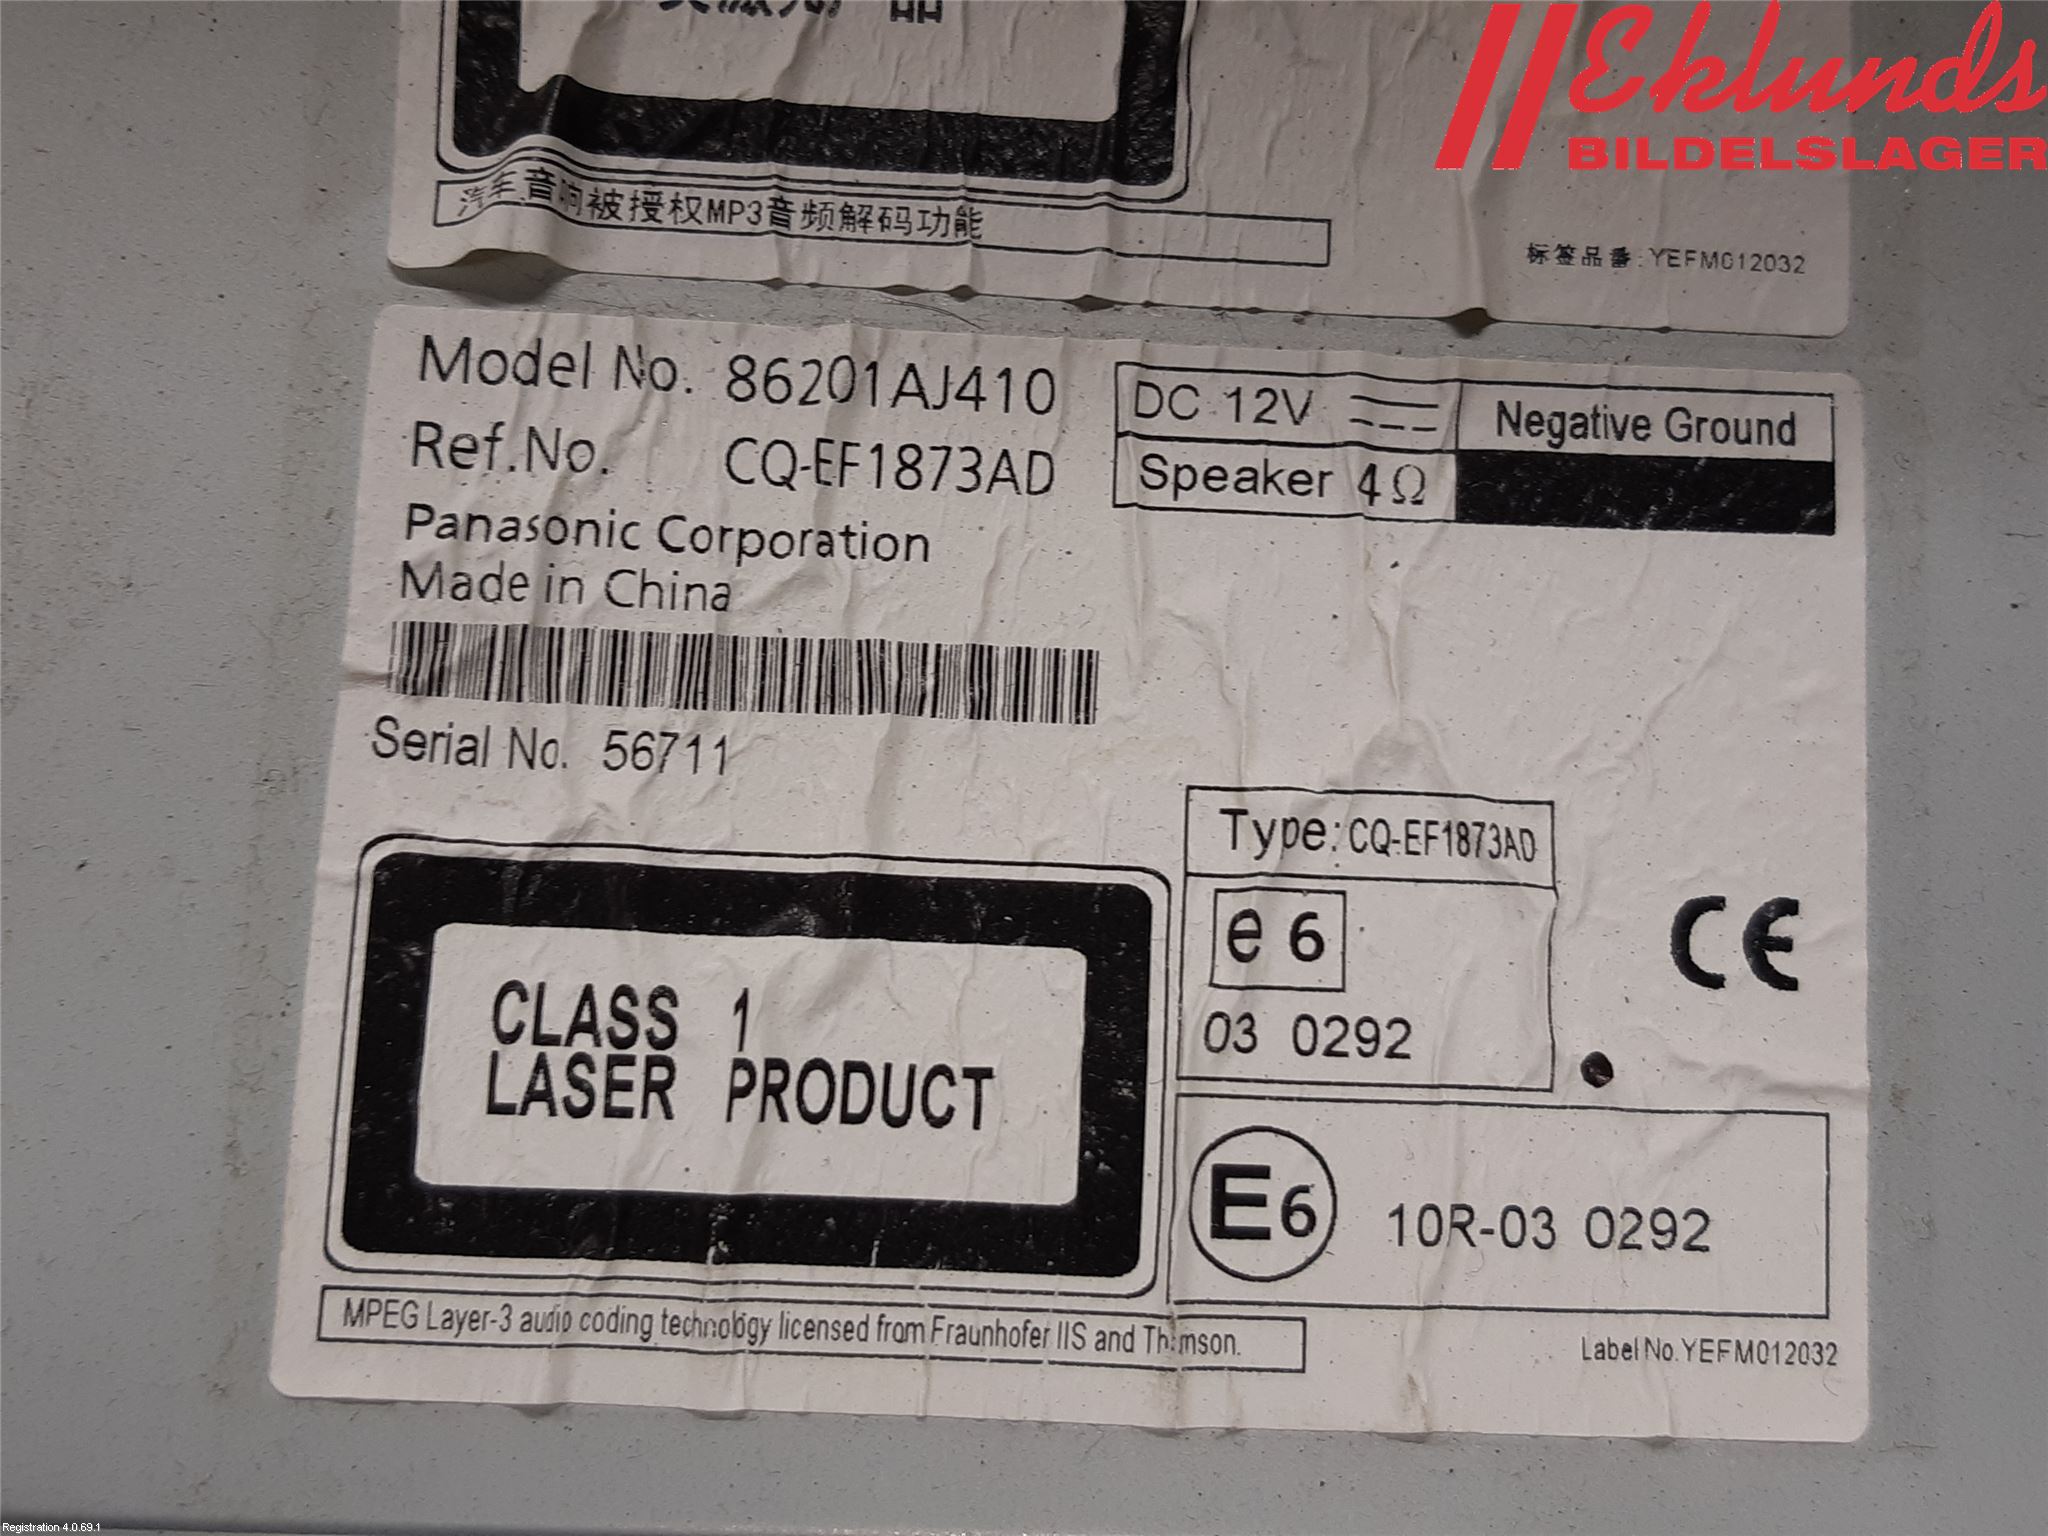 Eklunds
BILDELSLAGER
汽车音响被授权MP3音频解码功能
标签品番:YEFM012032
Model No. 86201AJ410
Ref.No. CQ-EF1873AD
Panasonic Corporation
Made in China
DC 12V
Negative Ground
Speaker 4Ω
Serial No. 56711
Type:CQ-EF1873AD
e 6
03 0292
CE
CLASS 1
LASER PRODUCT
E6
10R-03 0292
MPEG Layer-3 audio coding technology licensed from Fraunhofer IIS and Thomson.
Label No.YEFM012032
Registration 4.0.69.1